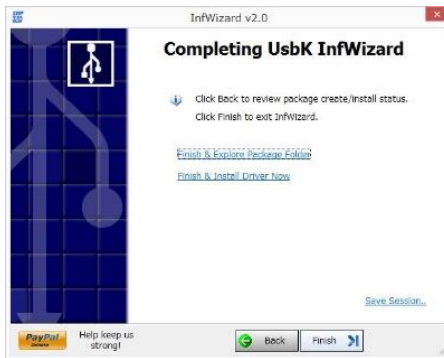 InfWizard v2.0
Completing UsbK InfWizard
Click Back to review package create/install status.
Click Finish to exit InfWizard.
Finish & Explore Package Folder
Finish & Install Driver Now
Save Session..
PayPal
Donate
Help keep us
strong!
Back
Finish